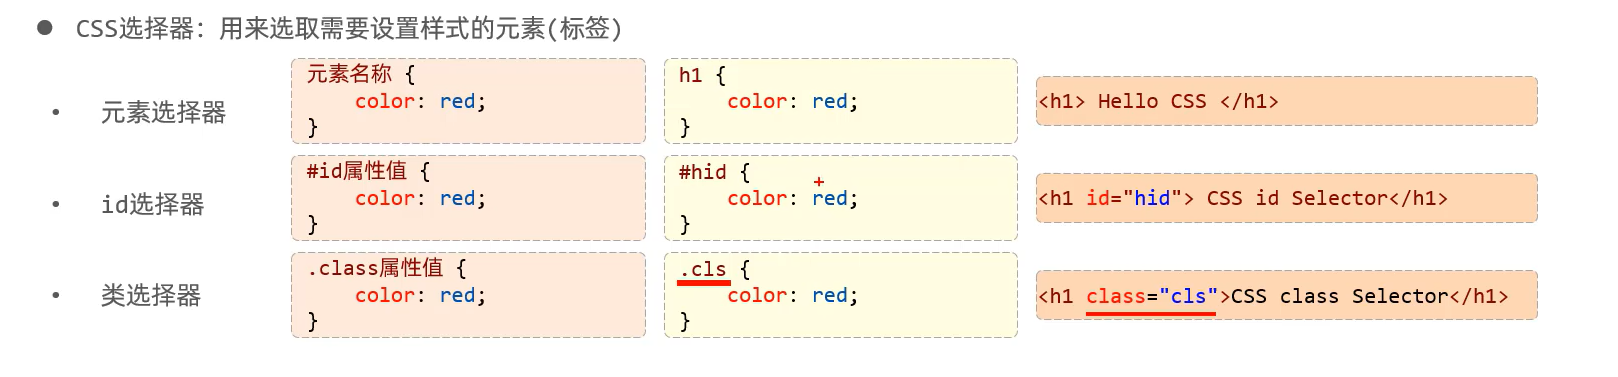 ● CSS选择器：用来选取需要设置样式的元素(标签)
• 元素选择器
元素名称 {
    color: red;
}
h1 {
    color: red;
}
<h1> Hello CSS </h1>
• id选择器
#id属性值 {
    color: red;
}
#hid {
    color: red;
}
<h1 id="hid"> CSS id Selector</h1>
• 类选择器
.class属性值 {
    color: red;
}
.cls {
    color: red;
}
<h1 class="cls">CSS class Selector</h1>